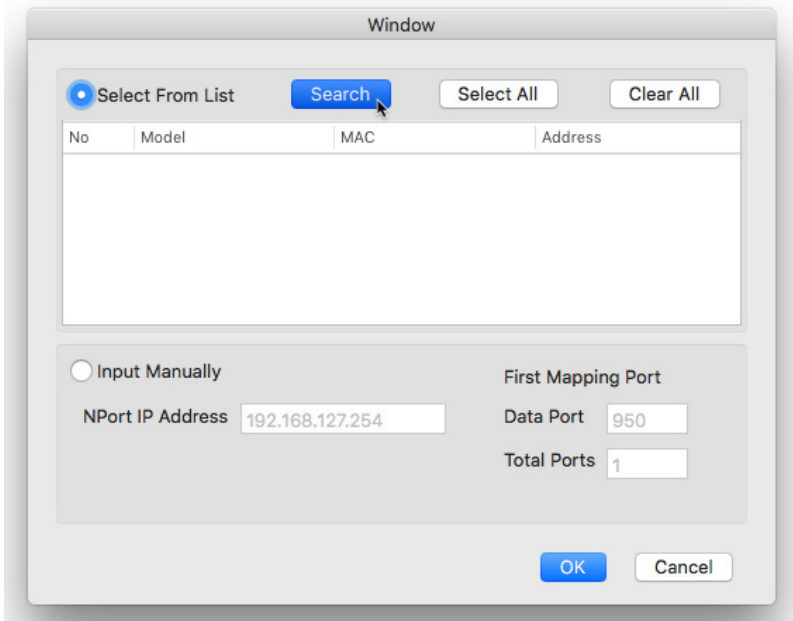 Window
Select From List Search Select All Clear All
No Model MAC Address
Input Manually
First Mapping Port
NPort IP Address 192.168.127.254 Data Port 950
Total Ports 1
OK Cancel